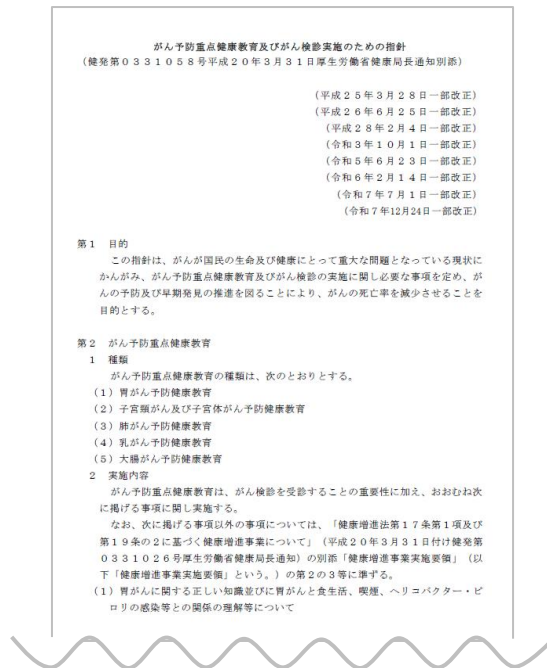 がん予防重点健康教育及びがん検診実施のための指針
(健発第0331058号平成20年3月31日厚生労働省健康局長通知別添)
(平成25年3月28日一部改正)
(平成26年6月25日一部改正)
(平成28年2月4日一部改正)
(令和3年10月1日一部改正)
(令和5年6月23日一部改正)
(令和6年2月14日一部改正)
(令和7年7月1日一部改正)
(令和7年12月24日一部改正)
第1 目的
この指針は、がんが国民の生命及び健康にとって重大な問題となっている現状に
かんがみ、がん予防重点健康教育及びがん検診の実施に関し必要な事項を定め、が
んの予防及び早期発見の推進を図ることにより、がんの死亡率を減少させることを
目的とする。
第2 がん予防重点健康教育
1 種類
がん予防重点健康教育の種類は、次のとおりとする。
(1)胃がん予防健康教育
(2)子宮頸がん及び子宮体がん予防健康教育
(3)肺がん予防健康教育
(4)乳がん予防健康教育
(5)大腸がん予防健康教育
2 実施内容
がん予防重点健康教育は、がん検診を受診することの重要性に加え、おおむね次
に掲げる事項に関し実施する。
なお、次に掲げる事項以外の事項については、「健康増進法第17条第1項及び
第19条の2に基づく健康増進事業について」(平成20年3月31日付け健発第
0331026号厚生労働省健康局長通知)の別添「健康増進事業実施要領」(以
下「健康増進事業実施要領」という。)の第2の3等に準ずる。
(1)胃がんに関する正しい知識並びに胃がんと食生活、喫煙、ヘリコバクター・ピ
ロリの感染等との関係の理解等について